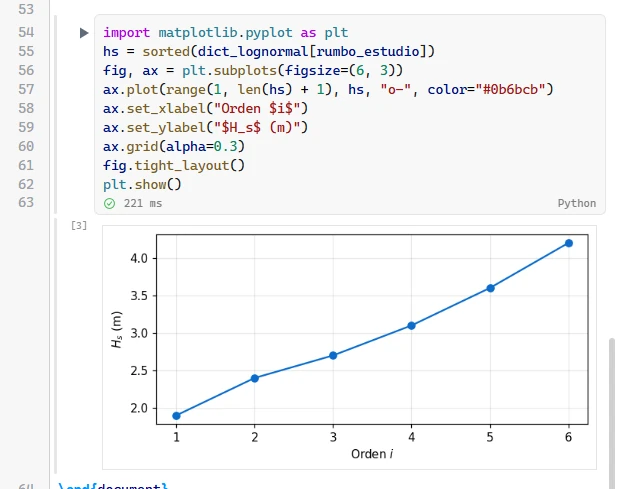 53
54 import matplotlib.pyplot as plt
55 hs = sorted(dict_lognormal[rumbo_estudio])
56 fig, ax = plt.subplots(figsize=(6, 3))
57 ax.plot(range(1, len(hs) + 1), hs, "o-", color="#0b6bcb")
58 ax.set_xlabel("Orden $i$")
59 ax.set_ylabel("$H_s$ (m)")
60 ax.grid(alpha=0.3)
61 fig.tight_layout()
62 plt.show()
63 221 ms Python
[3]
4.0
3.5
3.0
2.5
2.0
H_s (m)
1 2 3 4 5 6
Orden i
64 \end{document}